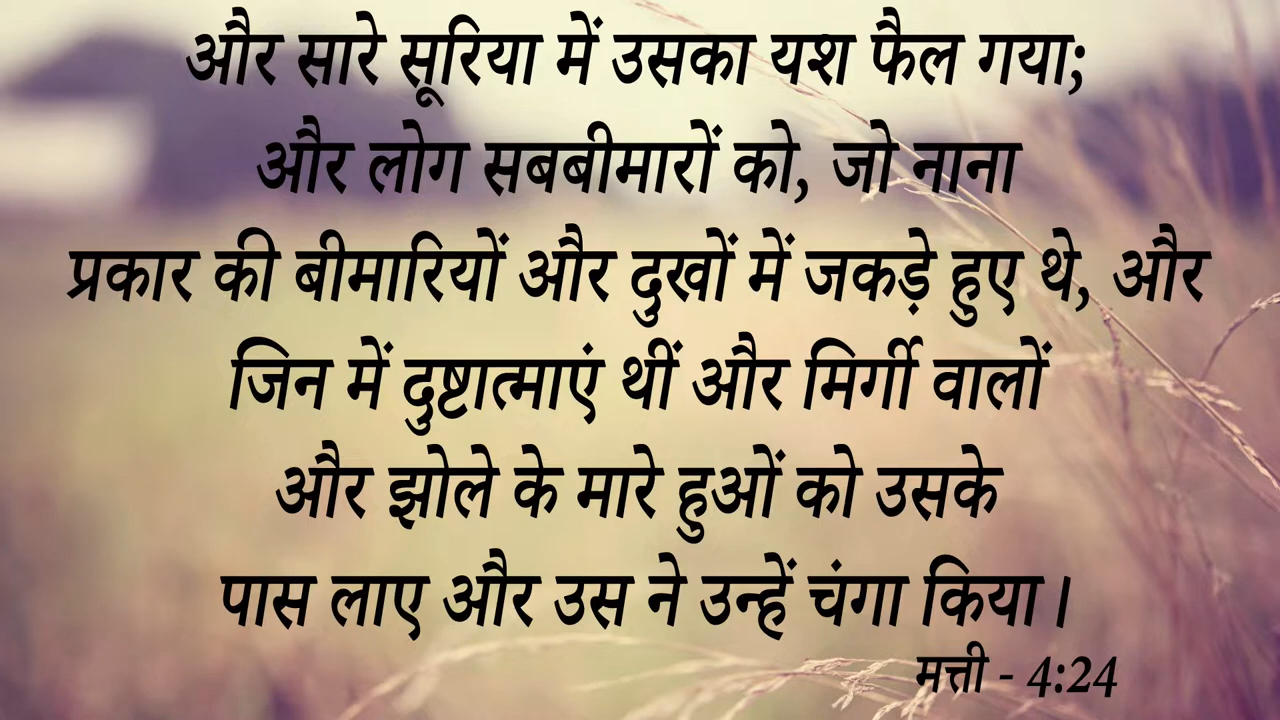 और सारे सूरिया में उसका यश फैल गया;
और लोग सबबीमारों को, जो नाना
प्रकार की बीमारियों और दुखों में जकड़े हुए थे, और
जिन में दुष्टात्माएं थीं और मिर्गी वालों
और झोले के मारे हुओं को उसके
पास लाए और उस ने उन्हें चंगा किया।
मत्ती - 4:24